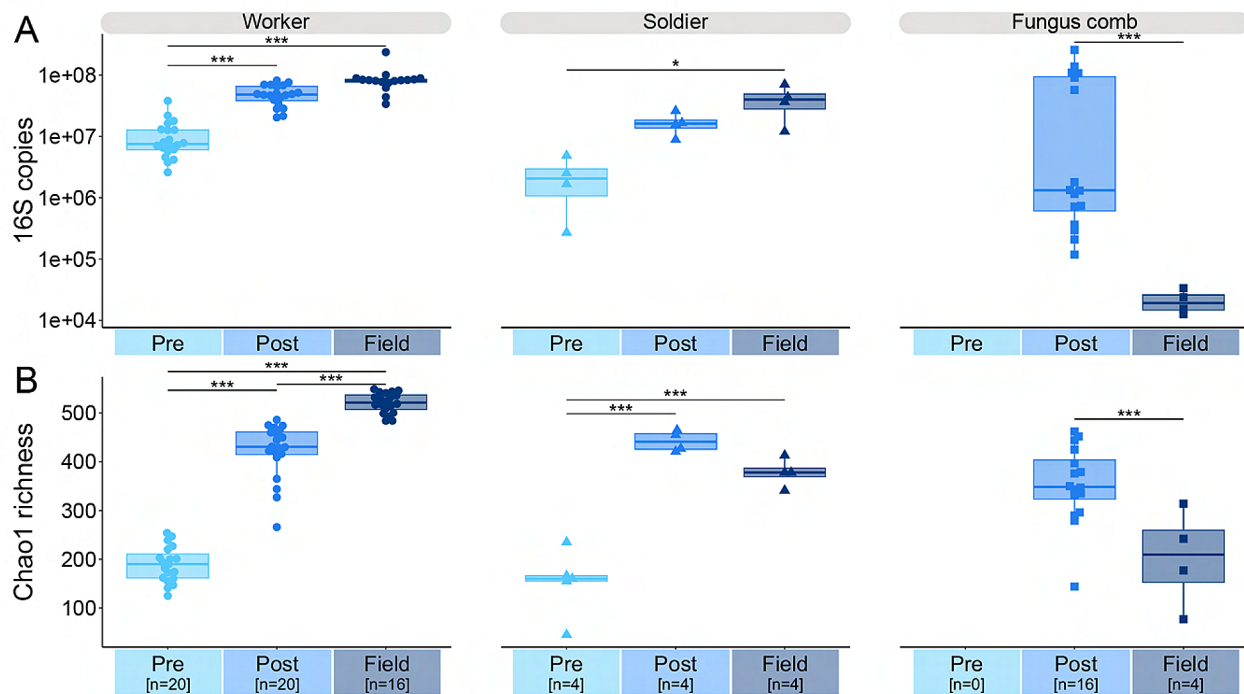 A
Worker
Soldier
Fungus comb
16S copies
1e+08
1e+07
1e+06
1e+05
1e+04
***
***
*
***
Pre
Post
Field
Pre
Post
Field
Pre
Post
Field
B
Chao1 richness
500
400
300
200
100
***
***
***
***
***
***
Pre
[n=20]
Post
[n=20]
Field
[n=16]
Pre
[n=4]
Post
[n=4]
Field
[n=4]
Pre
[n=0]
Post
[n=16]
Field
[n=4]